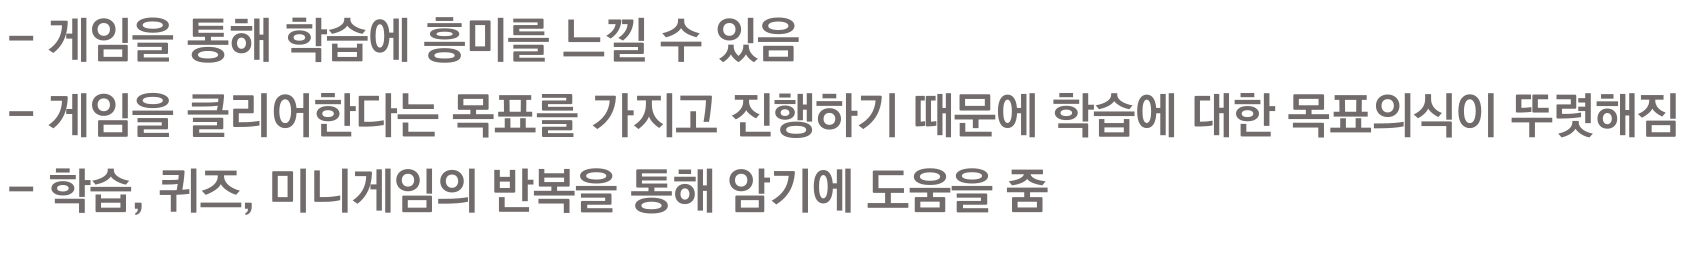 - 게임을 통해 학습에 흥미를 느낄 수 있음
- 게임을 클리어한다는 목표를 가지고 진행하기 때문에 학습에 대한 목표의식이 뚜렷해짐
- 학습, 퀴즈, 미니게임의 반복을 통해 암기에 도움을 줌